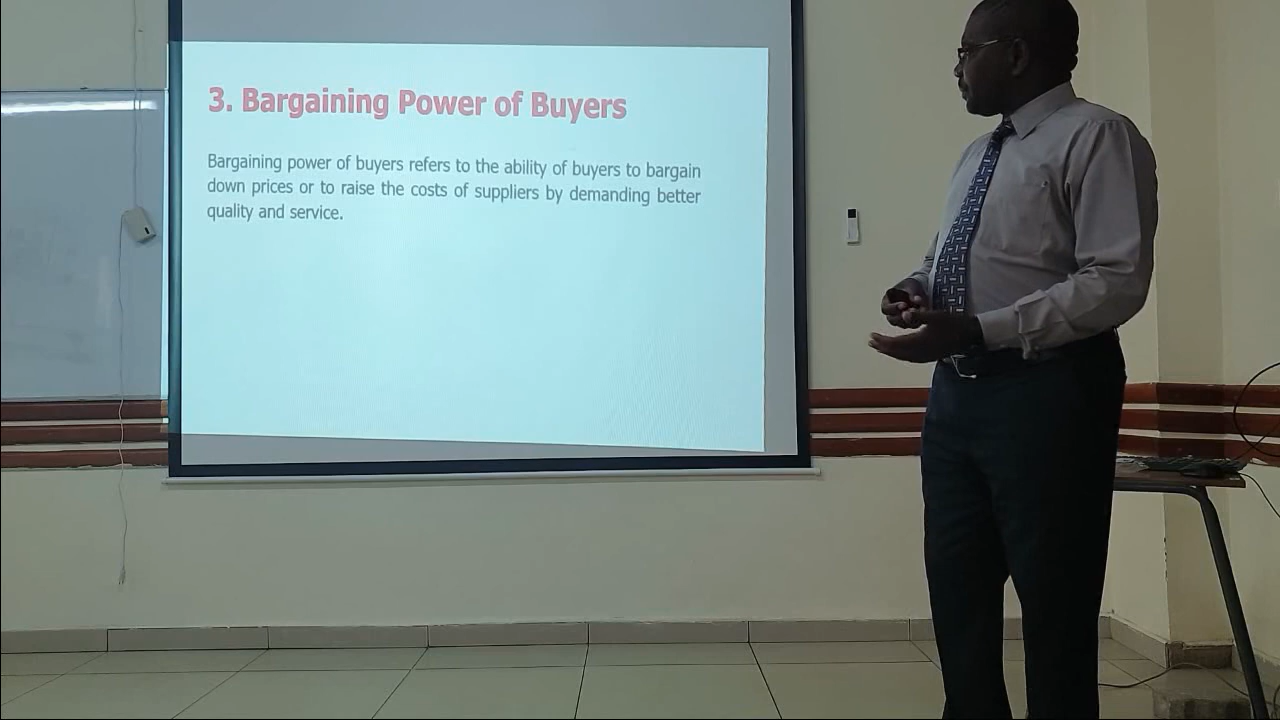 3. Bargaining Power of Buyers
Bargaining power of buyers refers to the ability of buyers to bargain
down prices or to raise the costs of suppliers by demanding better
quality and service.